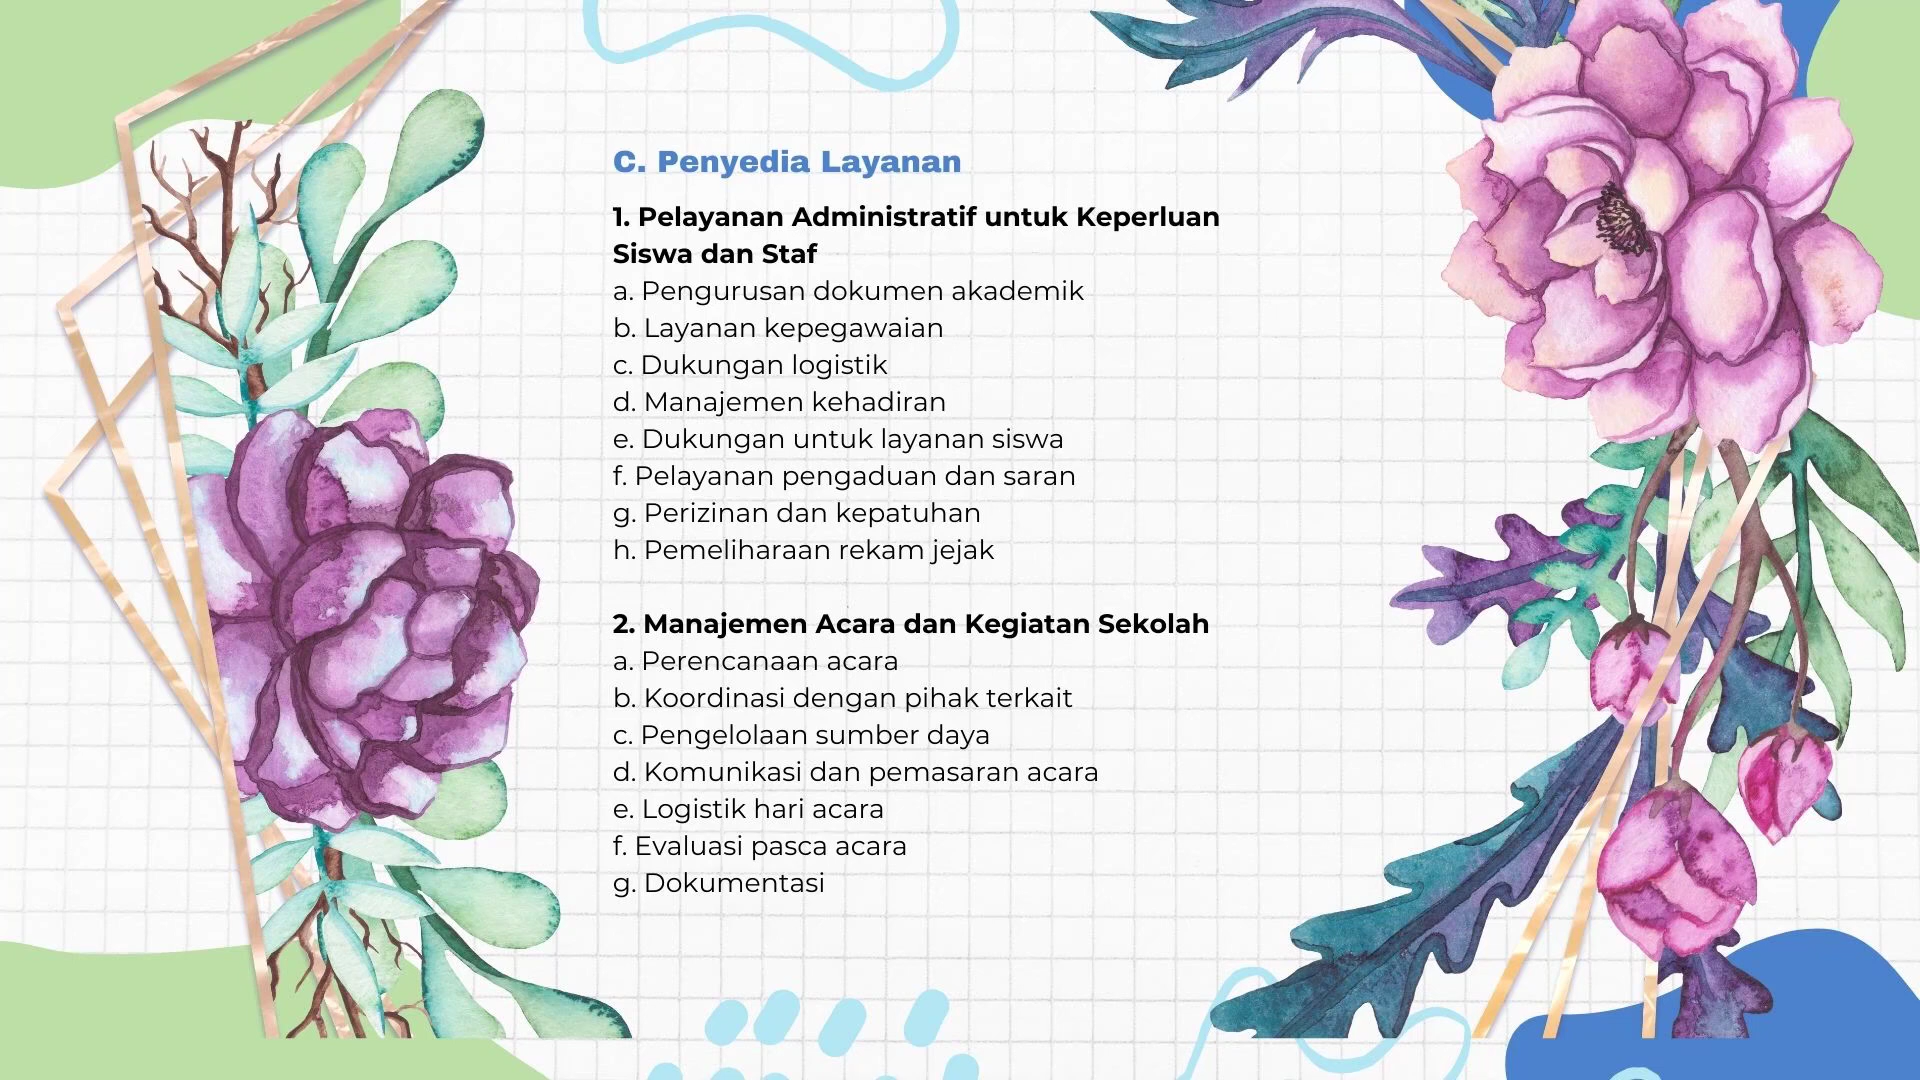 C. Penyedia Layanan
1. Pelayanan Administratif untuk Keperluan
Siswa dan Staf
a. Pengurusan dokumen akademik
b. Layanan kepegawaian
c. Dukungan logistik
d. Manajemen kehadiran
e. Dukungan untuk layanan siswa
f. Pelayanan pengaduan dan saran
g. Perizinan dan kepatuhan
h. Pemeliharaan rekam jejak
2. Manajemen Acara dan Kegiatan Sekolah
a. Perencanaan acara
b. Koordinasi dengan pihak terkait
c. Pengelolaan sumber daya
d. Komunikasi dan pemasaran acara
e. Logistik hari acara
f. Evaluasi pasca acara
g. Dokumentasi